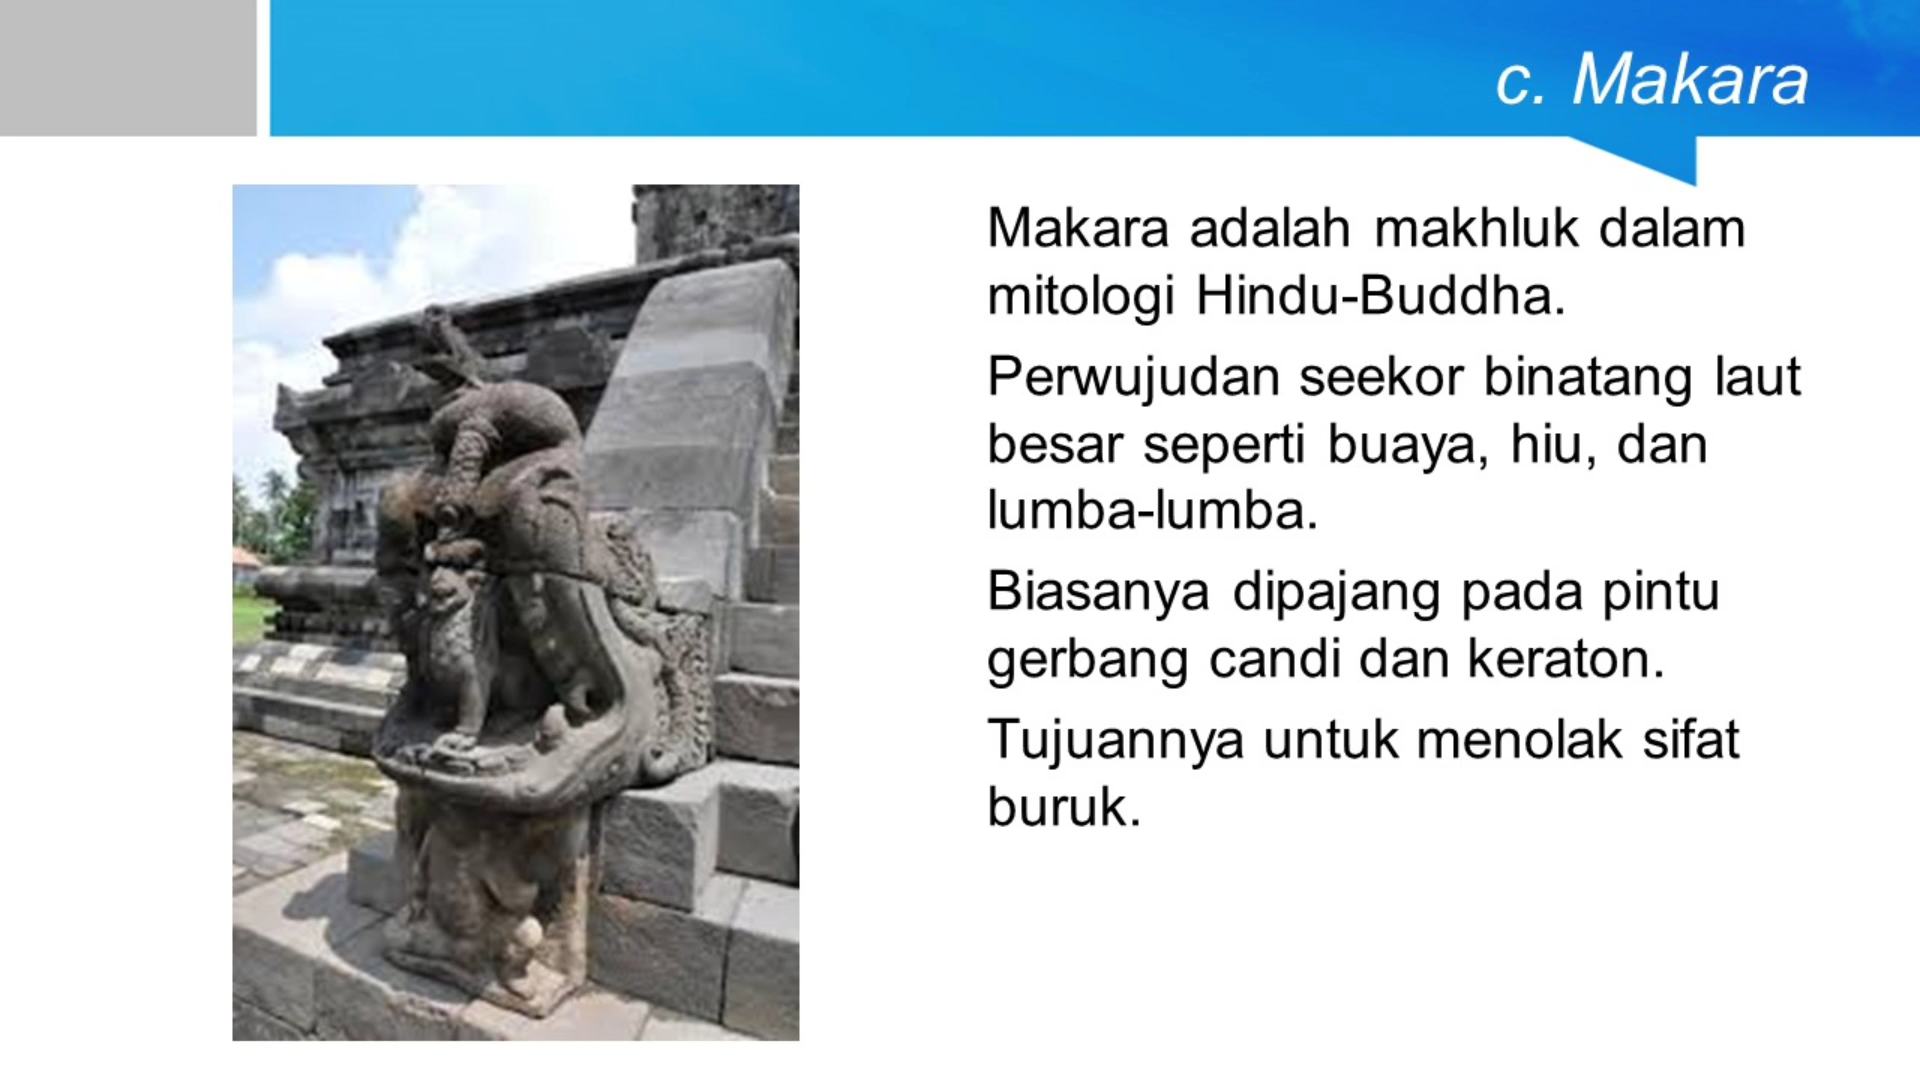 c. Makara
Makara adalah makhluk dalam
mitologi Hindu-Buddha.
Perwujudan seekor binatang laut
besar seperti buaya, hiu, dan
lumba-lumba.
Biasanya dipajang pada pintu
gerbang candi dan keraton.
Tujuannya untuk menolak sifat
buruk.